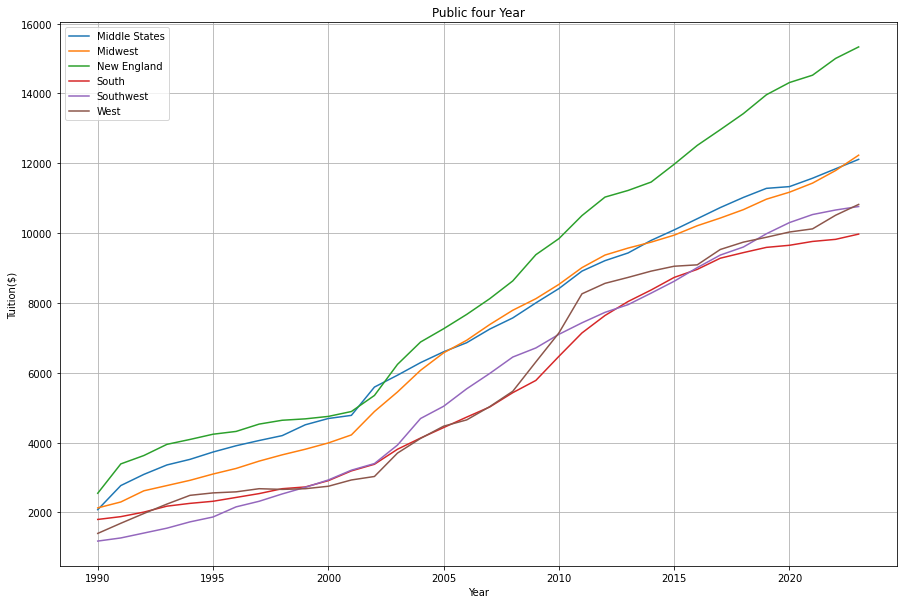 Public four Year
Middle States
Midwest
New England
South
Southwest
West
Tuition($)
16000
14000
12000
10000
8000
6000
4000
2000
1990 1995 2000 2005 2010 2015 2020
Year